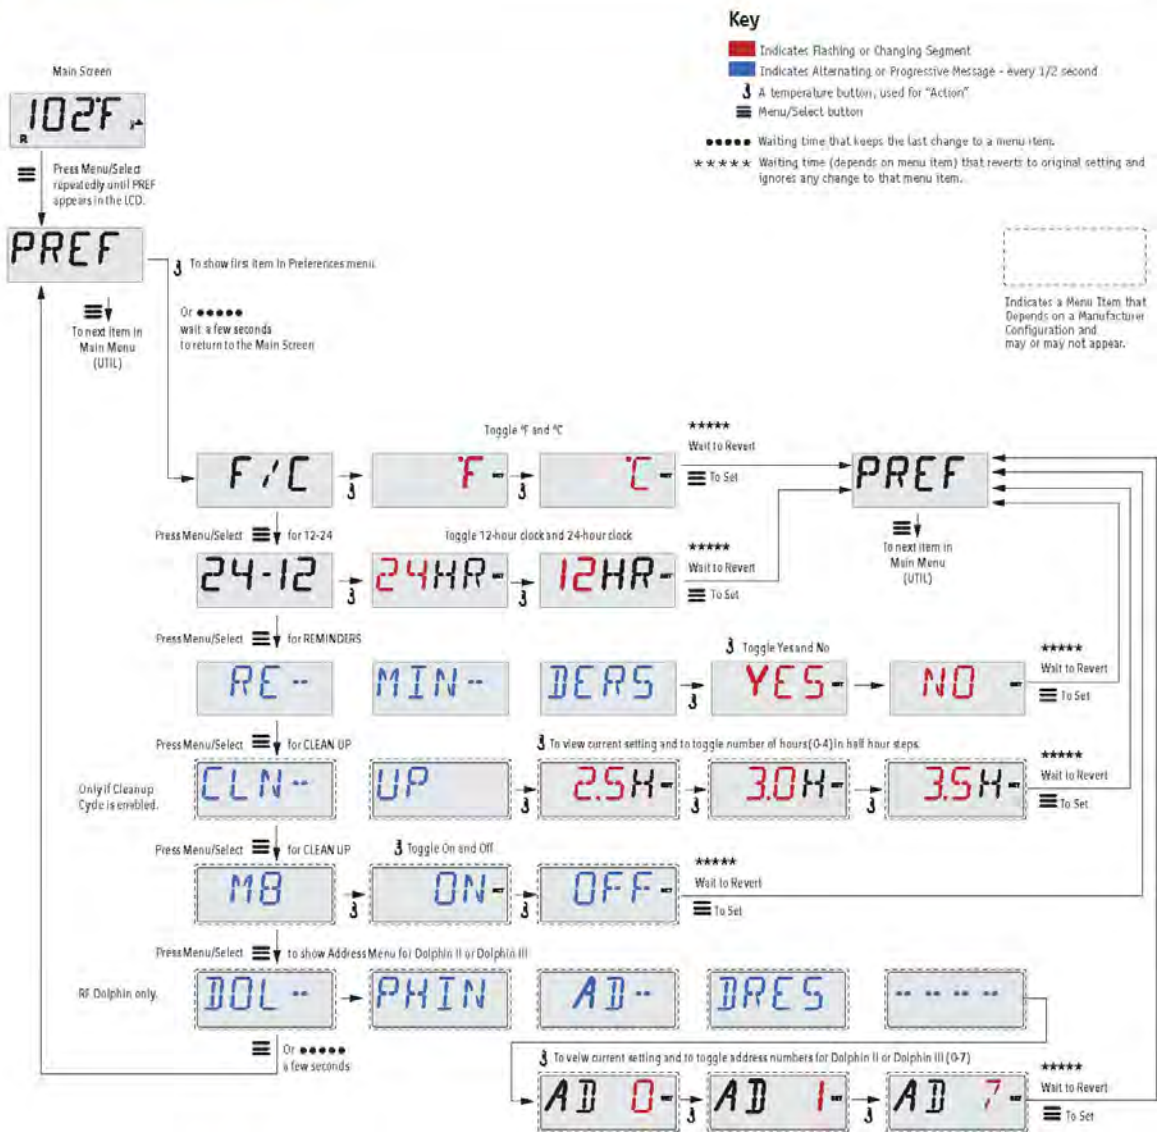 Key
Indicates Flashing or Changing Segment
Indicates Alternating or Progressive Message - every 1/2 second
A temperature button, used for "Action"
Menu/Select button
●●●●● Waiting time that keeps the last change to a menu item.
***** Waiting time (depends on menu item) that reverts to original setting and
ignores any change to that menu item.
Indicates a Menu Item that
Depends on a Manufacturer
Configuration and
may or may not appear.
Main Screen
102°F
R
Press Menu/Select
repeatedly until PREF
appears in the LCD.
PREF
To show first item in Preferences menu.
Or ●●●●●
wait a few seconds
to return to the Main Screen
To next item in
Main Menu
(UTIL)
Toggle °F and °C
F/C
°F
°C
*****
Wait to Revert
To Set
PREF
To next item in
Main Menu
(UTIL)
Press Menu/Select for 12-24
Toggle 12-hour clock and 24-hour clock
24-12
24HR
12HR
*****
Wait to Revert
To Set
Press Menu/Select for REMINDERS
Toggle Yes and No
RE--
MIN--
DERS
YES
NO
*****
Wait to Revert
To Set
Press Menu/Select for CLEAN UP
To view current setting and to toggle number of hours(0-4)in half hour steps.
Only if Cleanup
Cycle is enabled.
CLN--
UP
2.5H
3.0H
3.5H
*****
Wait to Revert
To Set
Press Menu/Select for CLEAN UP
Toggle On and Off
M8
ON
OFF
*****
Wait to Revert
To Set
Press Menu/Select to show Address Menu for Dolphin II or Dolphin III
RF Dolphin only.
DOL--
PHIN
AD--
DRES
-- -- -- --
Or ●●●●●
a few seconds
To veiw current setting and to toggle address numbers for Dolphin II or Dolphin III (0-7)
AD 0
AD 1
AD 7
*****
Wait to Revert
To Set